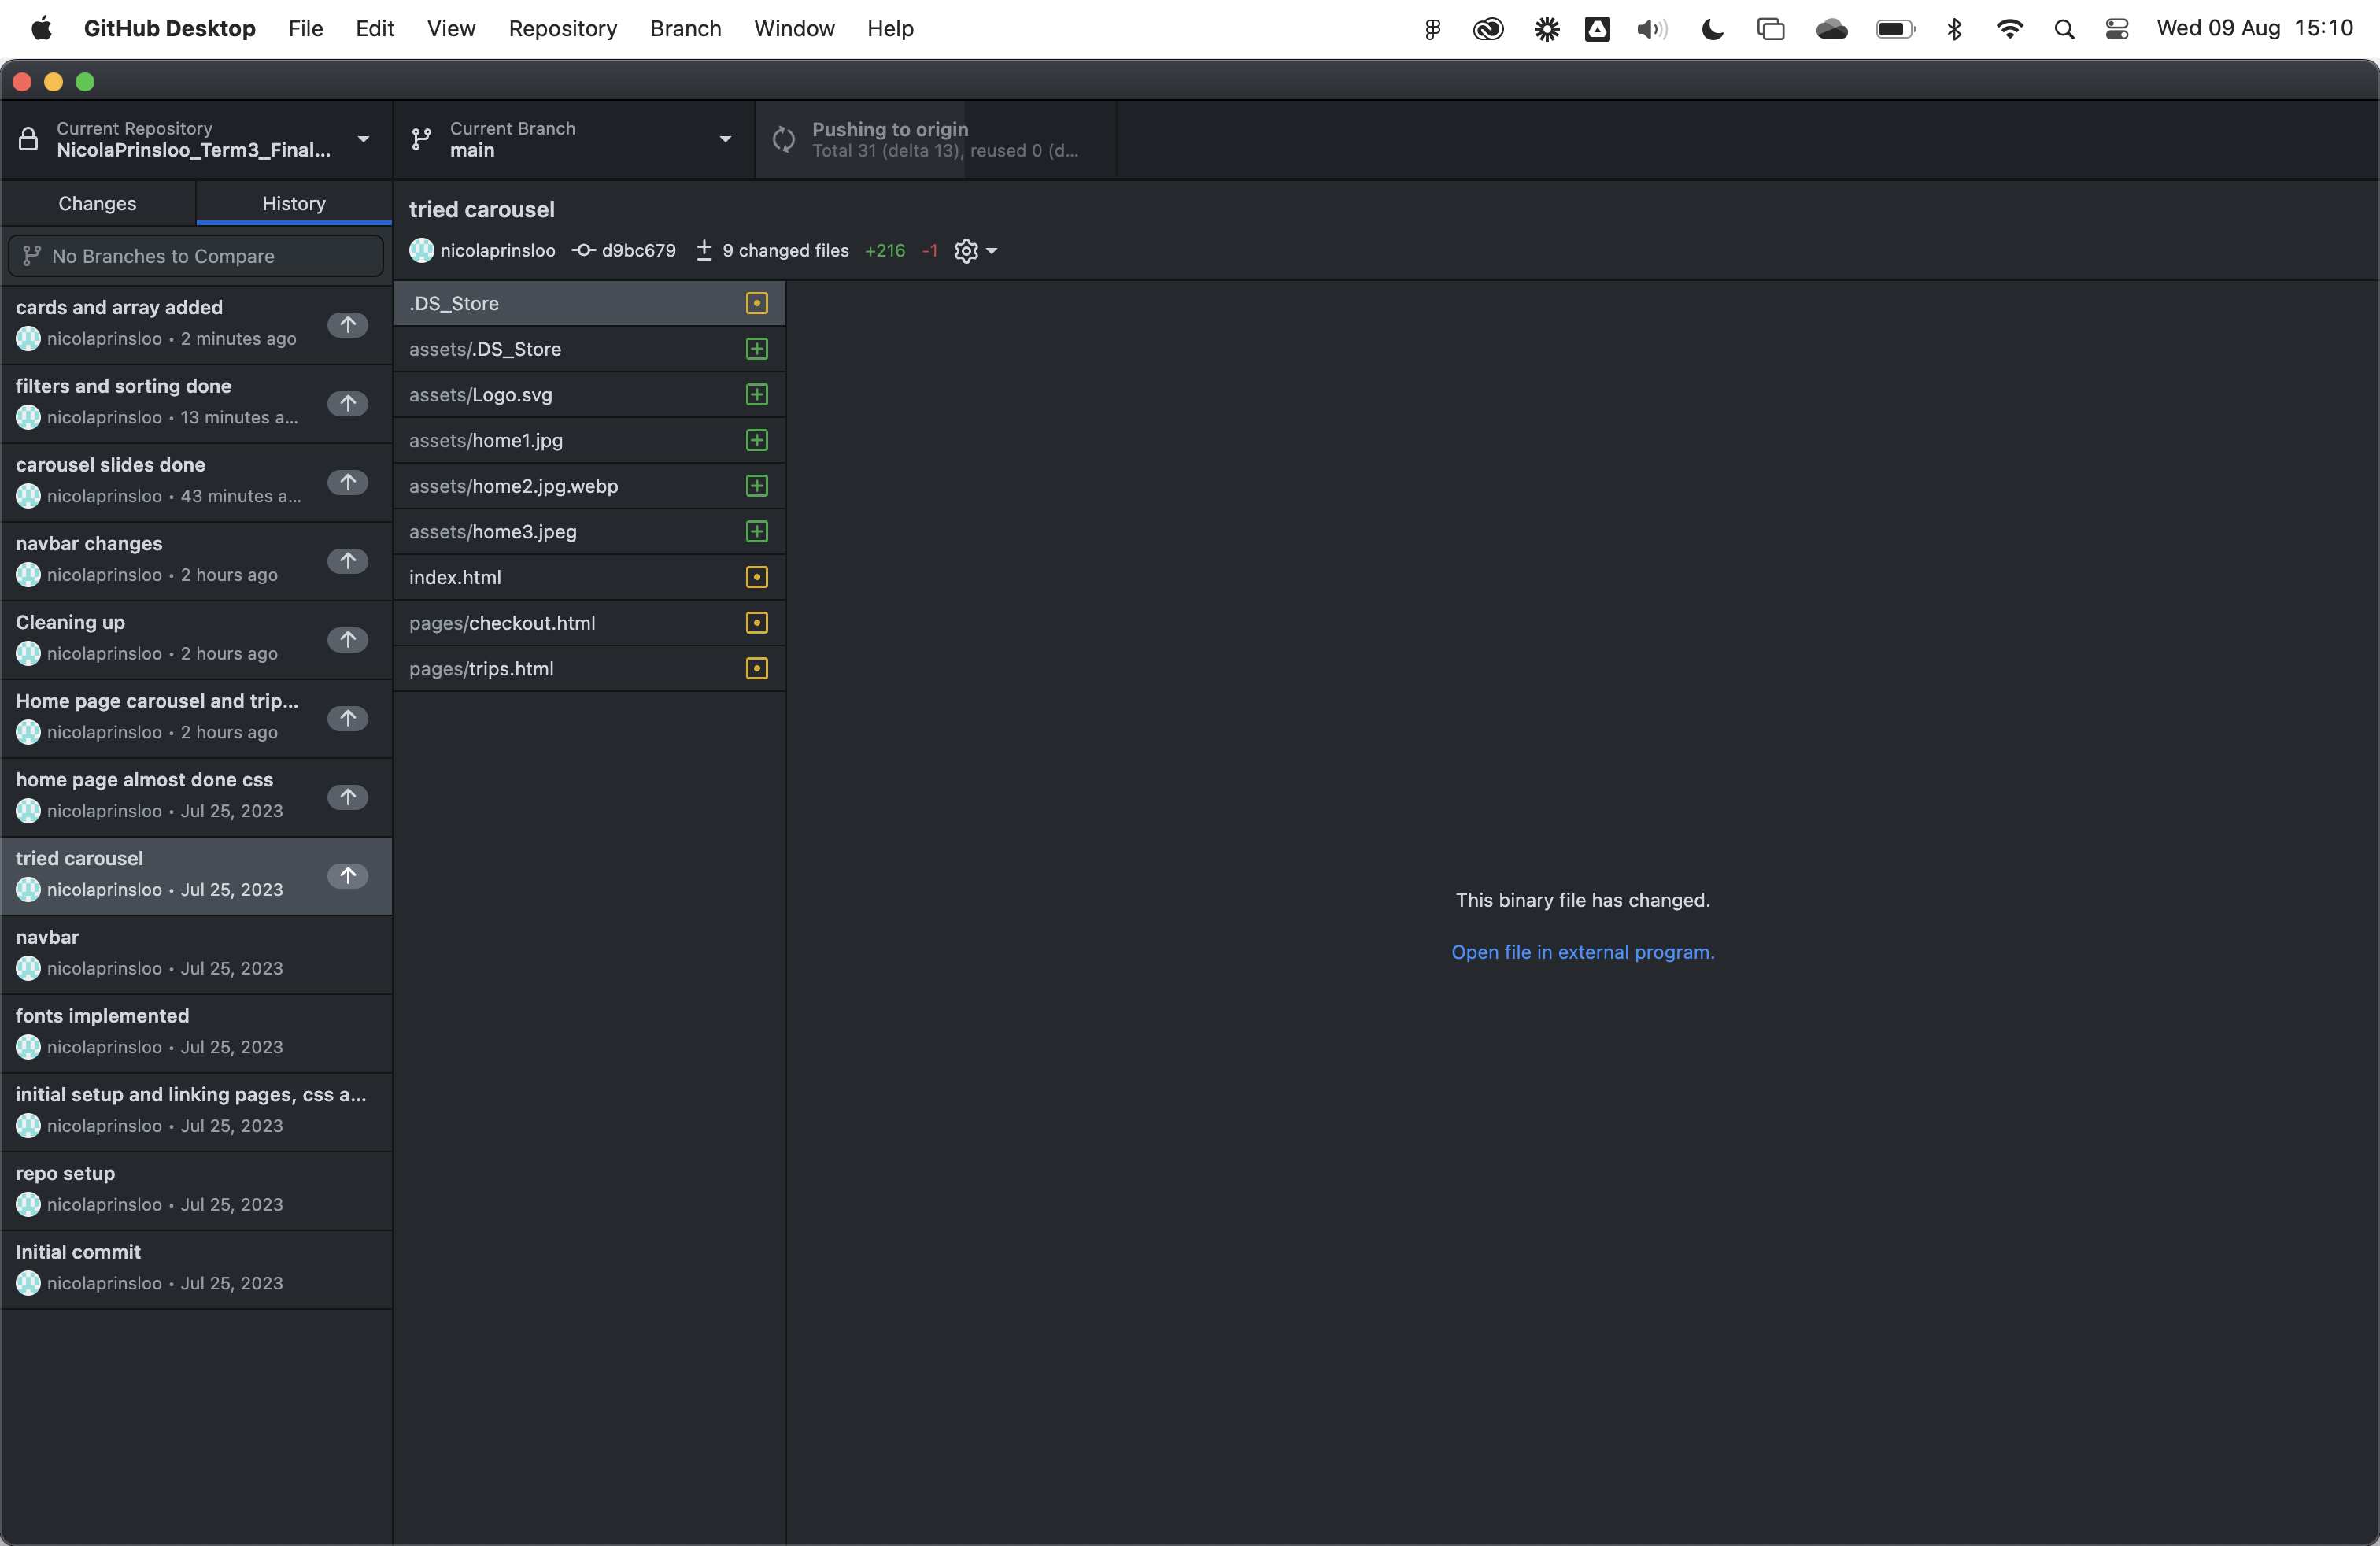 GitHub Desktop File Edit View Repository Branch Window Help Wed 09 Aug 15:10
Current Repository
NicolaPrinsloo_Term3_Final...
Current Branch
main
Pushing to origin
Total 31 (delta 13), reused 0 (d...
Changes
History
No Branches to Compare
cards and array added
nicolaprinsloo • 2 minutes ago
filters and sorting done
nicolaprinsloo • 13 minutes a...
carousel slides done
nicolaprinsloo • 43 minutes a...
navbar changes
nicolaprinsloo • 2 hours ago
Cleaning up
nicolaprinsloo • 2 hours ago
Home page carousel and trip...
nicolaprinsloo • 2 hours ago
home page almost done css
nicolaprinsloo • Jul 25, 2023
tried carousel
nicolaprinsloo • Jul 25, 2023
navbar
nicolaprinsloo • Jul 25, 2023
fonts implemented
nicolaprinsloo • Jul 25, 2023
initial setup and linking pages, css a...
nicolaprinsloo • Jul 25, 2023
repo setup
nicolaprinsloo • Jul 25, 2023
Initial commit
nicolaprinsloo • Jul 25, 2023
tried carousel
nicolaprinsloo d9bc679 9 changed files +216 -1
.DS_Store
assets/.DS_Store
assets/Logo.svg
assets/home1.jpg
assets/home2.jpg.webp
assets/home3.jpeg
index.html
pages/checkout.html
pages/trips.html
This binary file has changed.
Open file in external program.